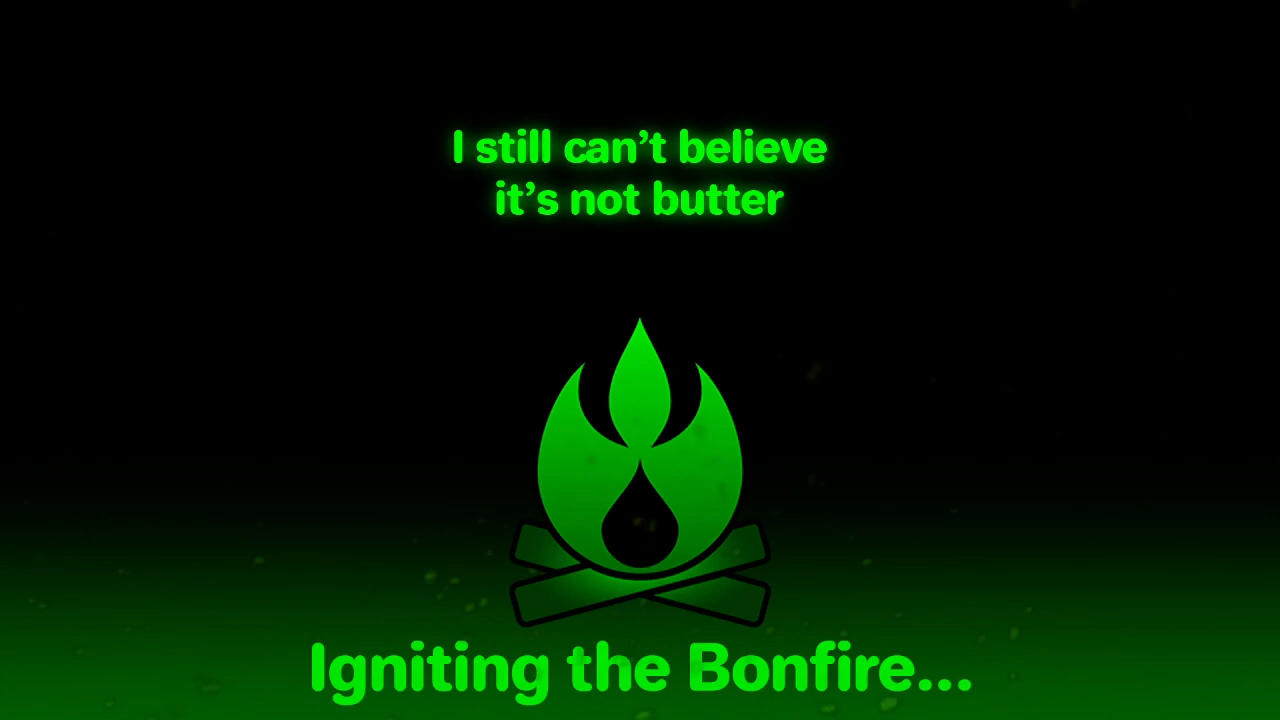 I still can’t believe
it’s not butter
Igniting the Bonfire...